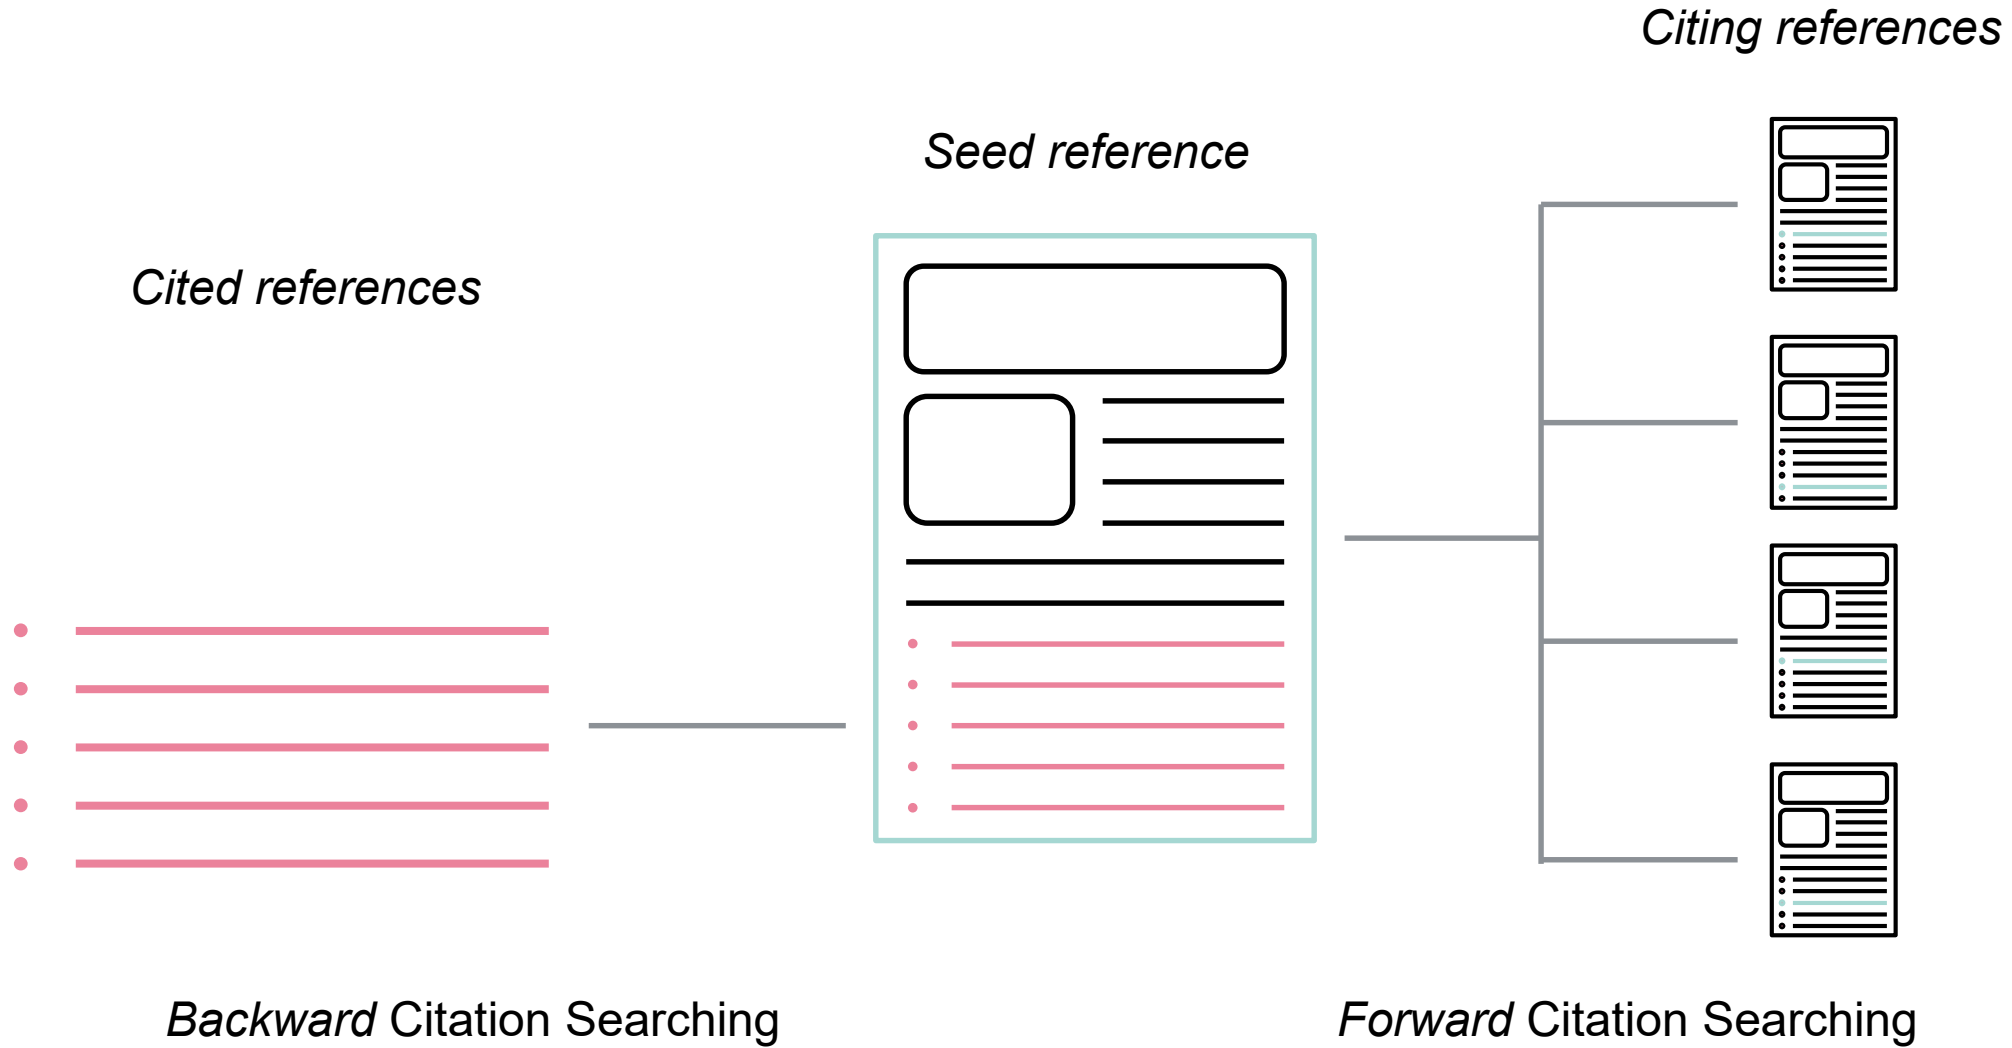 Citing references
Seed reference
Cited references
Backward Citation Searching
Forward Citation Searching